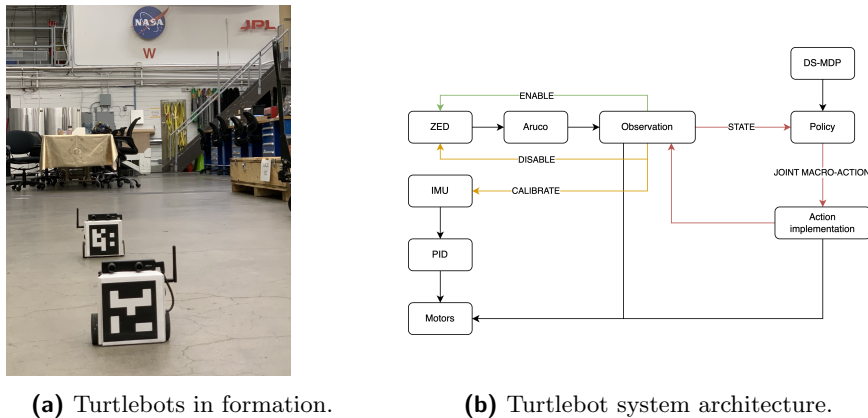 NASA
JPL
W
DS-MDP
ENABLE
ZED
Aruco
Observation
STATE
Policy
DISABLE
JOINT MACRO-ACTION
IMU
CALIBRATE
Action
implementation
PID
Motors
(a) Turtlebots in formation.
(b) Turtlebot system architecture.